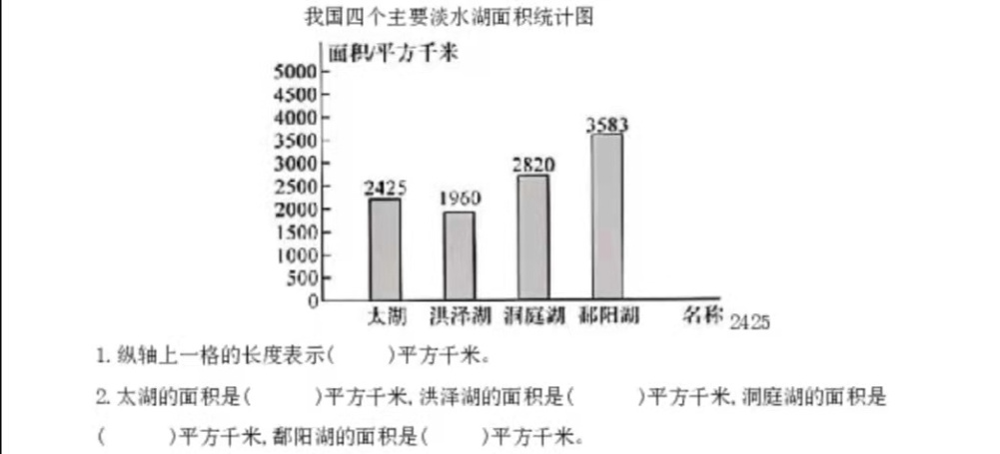 我国四个主要淡水湖面积统计图
面积/平方千米
5000
4500
4000
3500
3000
2500
2000
1500
1000
500
0
2425
1960
2820
3583
太湖 洪泽湖 洞庭湖 鄱阳湖 名称 2425
1.纵轴上一格的长度表示( )平方千米。
2.太湖的面积是( )平方千米,洪泽湖的面积是( )平方千米,洞庭湖的面积是
( )平方千米,鄱阳湖的面积是( )平方千米。